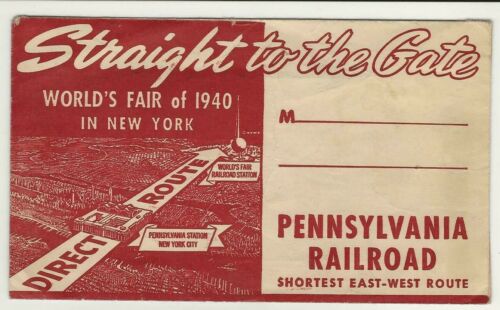 Straight to the Gate
WORLD'S FAIR of 1940
IN NEW YORK
WORLD'S FAIR
RAILROAD STATION
DIRECT ROUTE
PENNSYLVANIA STATION
NEW YORK CITY
M
PENNSYLVANIA
RAILROAD
SHORTEST EAST-WEST ROUTE